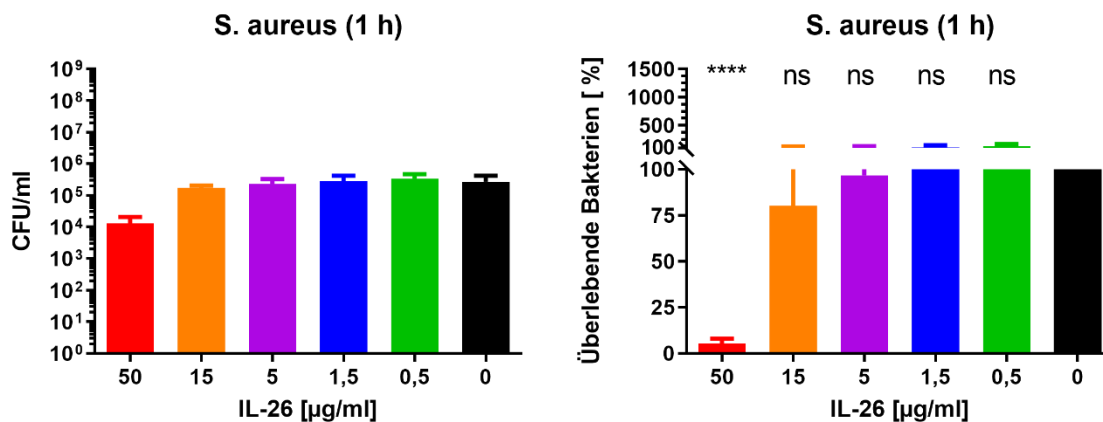 S. aureus (1 h)
CFU/ml
10⁹
10⁸
10⁷
10⁶
10⁵
10⁴
10³
10²
10¹
10⁰
50 15 5 1,5 0,5 0
IL-26 [µg/ml]
S. aureus (1 h)
Überlebende Bakterien [ %]
1500
1000
500
100
100
75
50
25
0
**** ns ns ns ns
50 15 5 1,5 0,5 0
IL-26 [µg/ml]